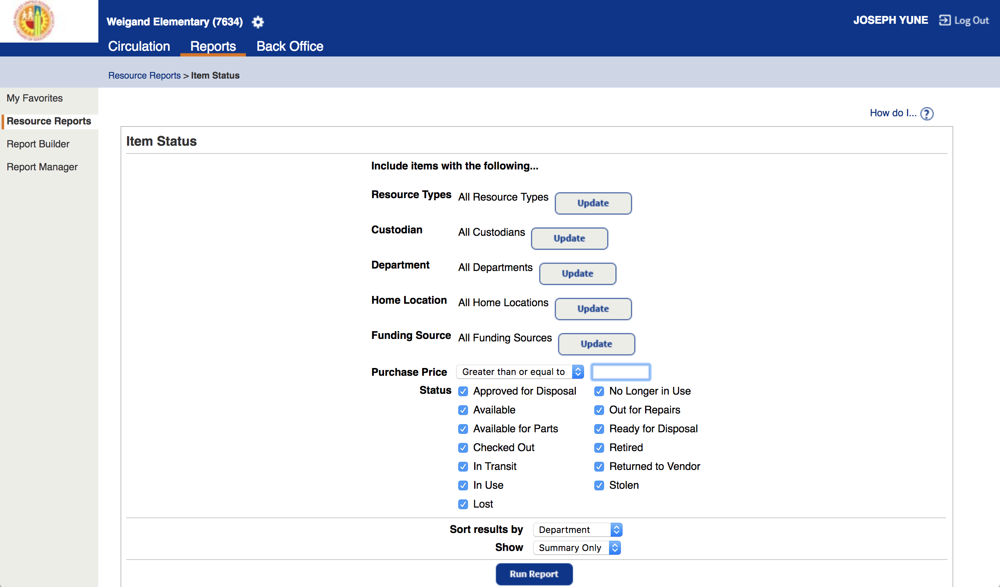 Weigand Elementary (7634)
JOSEPH YUNE Log Out
Circulation Reports Back Office
Resource Reports > Item Status
My Favorites
Resource Reports
Report Builder
Report Manager
How do I... ?
Item Status
Include items with the following...
Resource Types All Resource Types Update
Custodian All Custodians Update
Department All Departments Update
Home Location All Home Locations Update
Funding Source All Funding Sources Update
Purchase Price Greater than or equal to
Status Approved for Disposal No Longer in Use
Available Out for Repairs
Available for Parts Ready for Disposal
Checked Out Retired
In Transit Returned to Vendor
In Use Stolen
Lost
Sort results by Department
Show Summary Only
Run Report